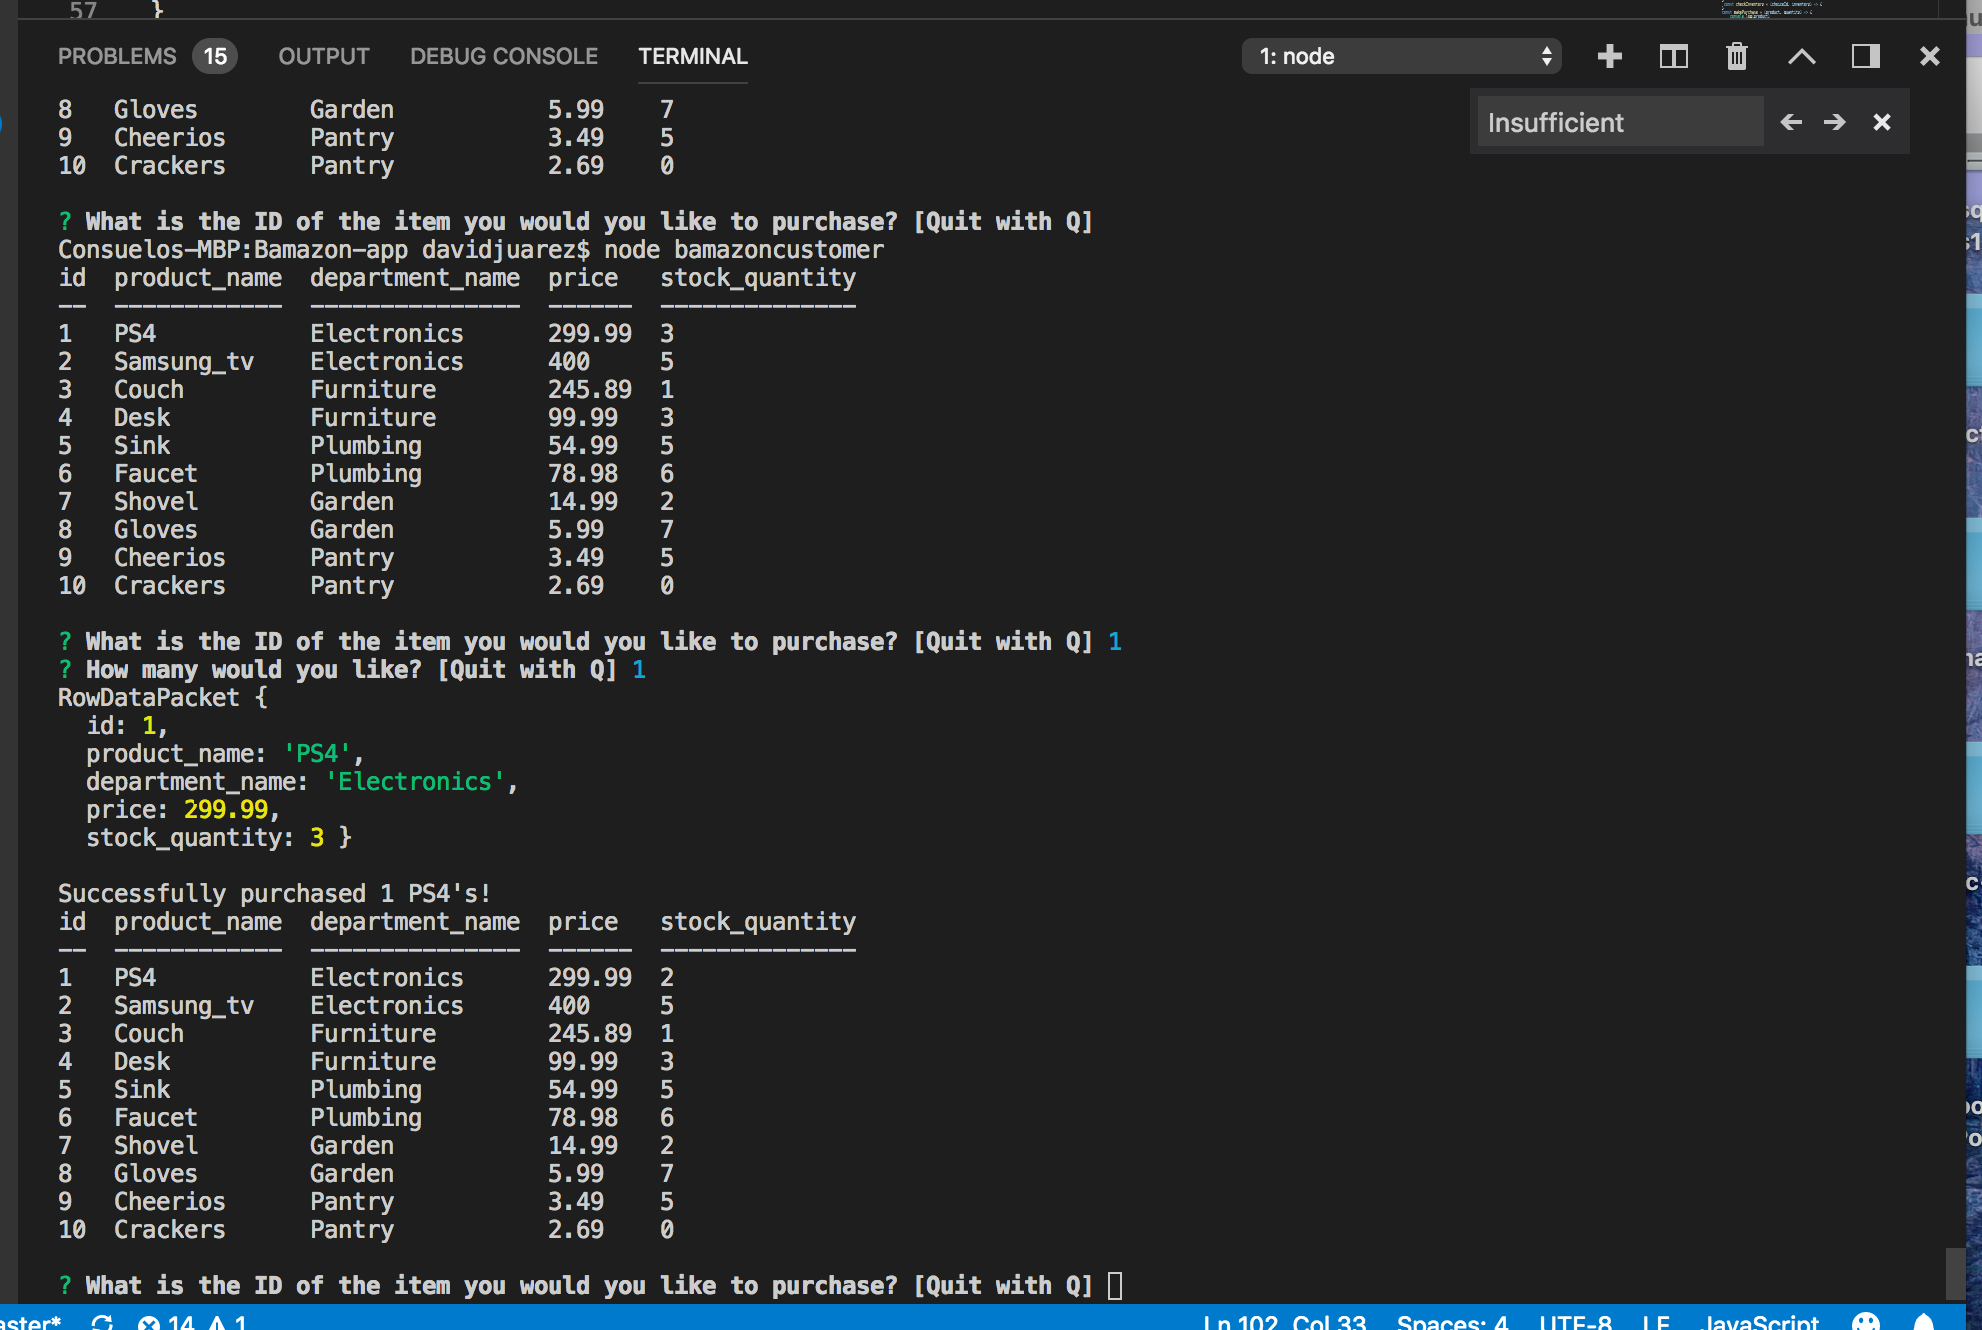 57 }
PROBLEMS 15 OUTPUT DEBUG CONSOLE TERMINAL 1: node
Insufficient
8 Gloves Garden 5.99 7
9 Cheerios Pantry 3.49 5
10 Crackers Pantry 2.69 0
? What is the ID of the item you would you like to purchase? [Quit with Q]
Consuelos-MBP:Bamazon-app davidjuarez$ node bamazoncustomer
id product_name department_name price stock_quantity
-- ------------ --------------- ------ --------------
1 PS4 Electronics 299.99 3
2 Samsung_tv Electronics 400 5
3 Couch Furniture 245.89 1
4 Desk Furniture 99.99 3
5 Sink Plumbing 54.99 5
6 Faucet Plumbing 78.98 6
7 Shovel Garden 14.99 2
8 Gloves Garden 5.99 7
9 Cheerios Pantry 3.49 5
10 Crackers Pantry 2.69 0
? What is the ID of the item you would you like to purchase? [Quit with Q] 1
? How many would you like? [Quit with Q] 1
RowDataPacket {
id: 1,
product_name: 'PS4',
department_name: 'Electronics',
price: 299.99,
stock_quantity: 3 }
Successfully purchased 1 PS4's!
id product_name department_name price stock_quantity
-- ------------ --------------- ------ --------------
1 PS4 Electronics 299.99 2
2 Samsung_tv Electronics 400 5
3 Couch Furniture 245.89 1
4 Desk Furniture 99.99 3
5 Sink Plumbing 54.99 5
6 Faucet Plumbing 78.98 6
7 Shovel Garden 14.99 2
8 Gloves Garden 5.99 7
9 Cheerios Pantry 3.49 5
10 Crackers Pantry 2.69 0
? What is the ID of the item you would you like to purchase? [Quit with Q]
aster* 14 1 Ln 102, Col 33 Spaces: 4 UTF-8 LF JavaScript